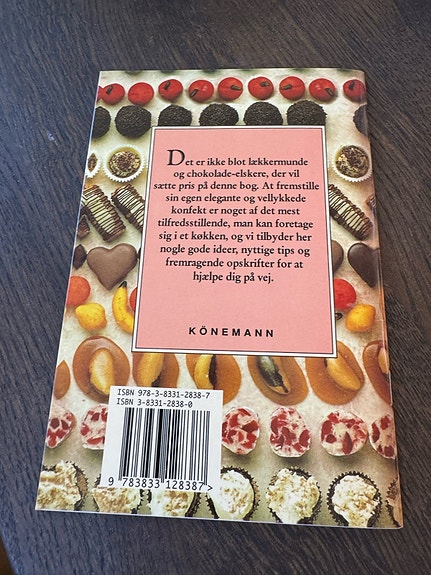 Det er ikke blot lækkermunde
og chokolade-elskere, der vil
sætte pris på denne bog. At fremstille
sin egen elegante og vellykkede
konfekt er noget af det mest
tilfredsstillende, man kan foretage
sig i et køkken, og vi tilbyder her
nogle gode ideer, nyttige tips og
fremragende opskrifter for at
hjælpe dig på vej.
KÖNEMANN
ISBN 978-3-8331-2838-7
ISBN 3-8331-2838-0
9 783833 128387>